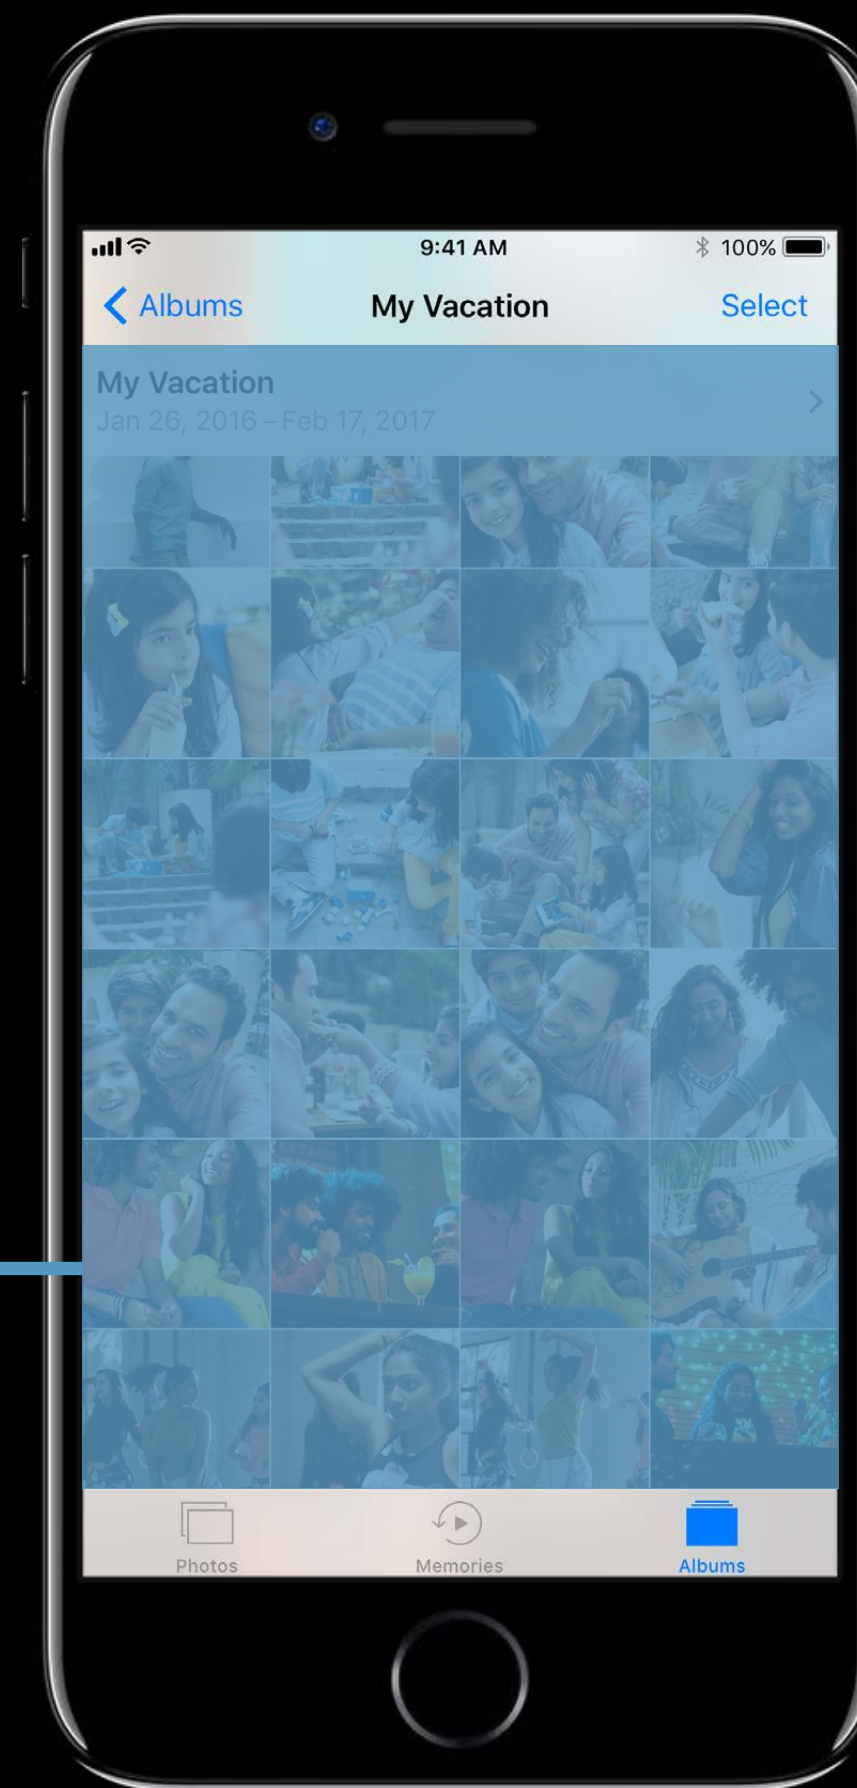 9:41 AM
100%
Albums
My Vacation
Select
My Vacation
Jan 26, 2016 – Feb 17, 2017
Photos
Memories
Albums